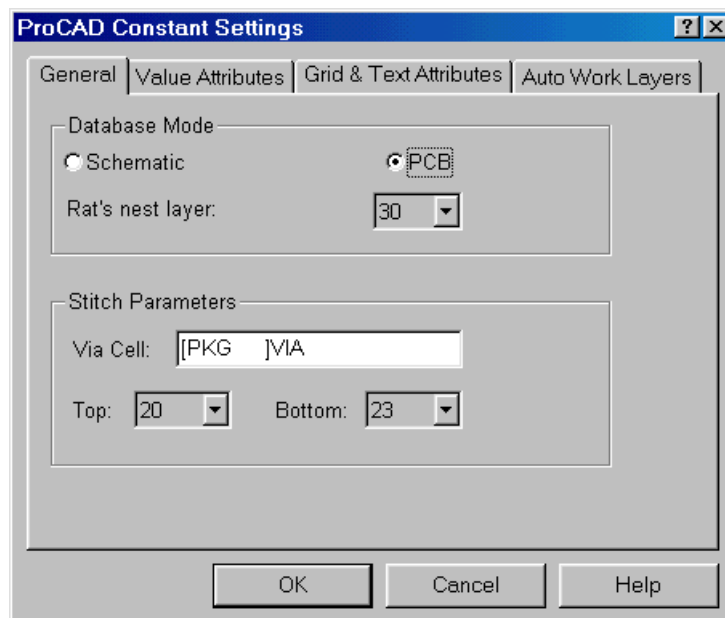 ProCAD Constant Settings
General Value Attributes Grid & Text Attributes Auto Work Layers
Database Mode
Schematic PCB
Rat's nest layer: 30
Stitch Parameters
Via Cell: [PKG ]VIA
Top: 20 Bottom: 23
OK Cancel Help